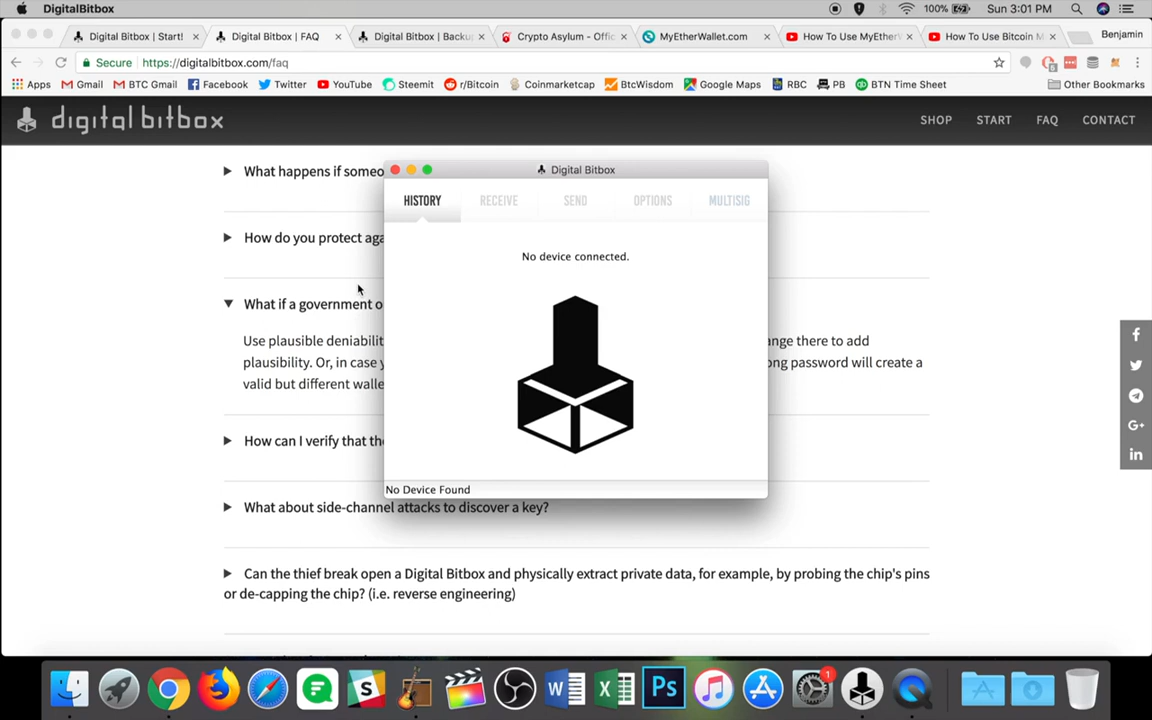 DigitalBitbox
100%
Sun 3:01 PM
Digital Bitbox | Start!
Digital Bitbox | FAQ
Digital Bitbox | Backu
Crypto Asylum - Offic
MyEtherWallet.com
How To Use MyEtherW
How To Use Bitcoin M
Benjamin
Secure
https://digitalbitbox.com/faq
Apps
Gmail
BTC Gmail
Facebook
Twitter
YouTube
Steemit
r/Bitcoin
Coinmarketcap
BtcWisdom
Google Maps
RBC
PB
BTN Time Sheet
Other Bookmarks
digital bitbox
SHOP
START
FAQ
CONTACT
What happens if someo
Digital Bitbox
HISTORY
RECEIVE
SEND
OPTIONS
MULTISIG
How do you protect aga
No device connected.
What if a government o
Use plausible deniabilit
ange there to add
plausibility. Or, in case y
ong password will create a
valid but different walle
How can I verify that the
No Device Found
What about side-channel attacks to discover a key?
Can the thief break open a Digital Bitbox and physically extract private data, for example, by probing the chip's pins
or de-capping the chip? (i.e. reverse engineering)